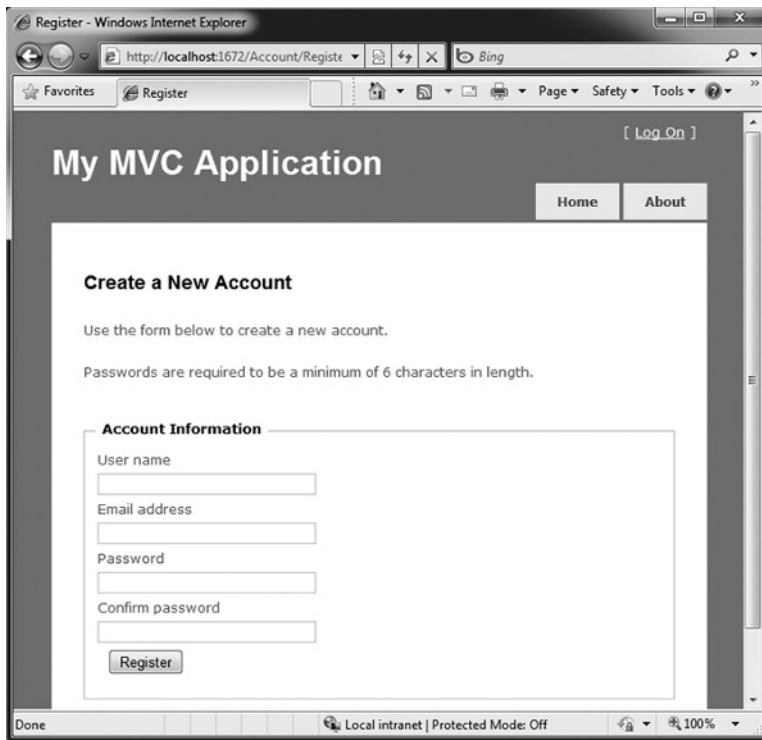 Register - Windows Internet Explorer
http://localhost:1672/Account/Registe
Bing
Favorites
Register
Page
Safety
Tools
[ Log On ]
My MVC Application
Home
About
Create a New Account
Use the form below to create a new account.
Passwords are required to be a minimum of 6 characters in length.
Account Information
User name
Email address
Password
Confirm password
Register
Done
Local intranet | Protected Mode: Off
100%